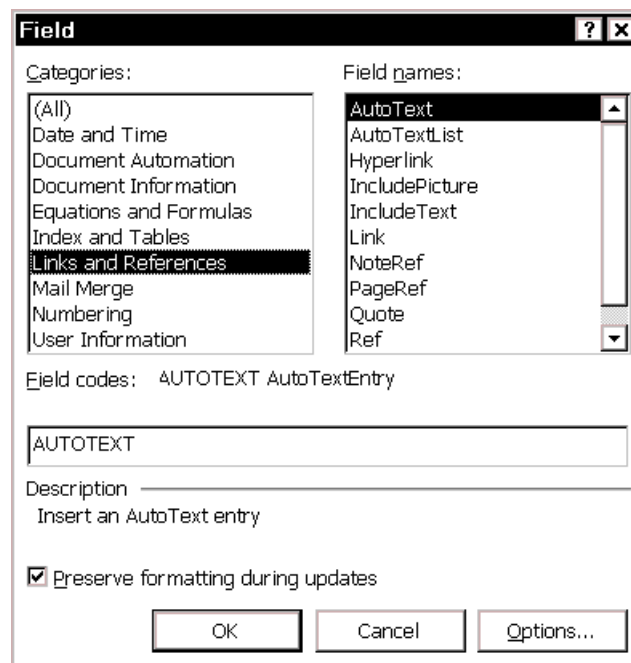 Field
Categories:
(All)
Date and Time
Document Automation
Document Information
Equations and Formulas
Index and Tables
Links and References
Mail Merge
Numbering
User Information
Field names:
AutoText
AutoTextList
Hyperlink
IncludePicture
IncludeText
Link
NoteRef
PageRef
Quote
Ref
Field codes: AUTOTEXT AutoTextEntry
AUTOTEXT
Description
Insert an AutoText entry
Preserve formatting during updates
OK Cancel Options...